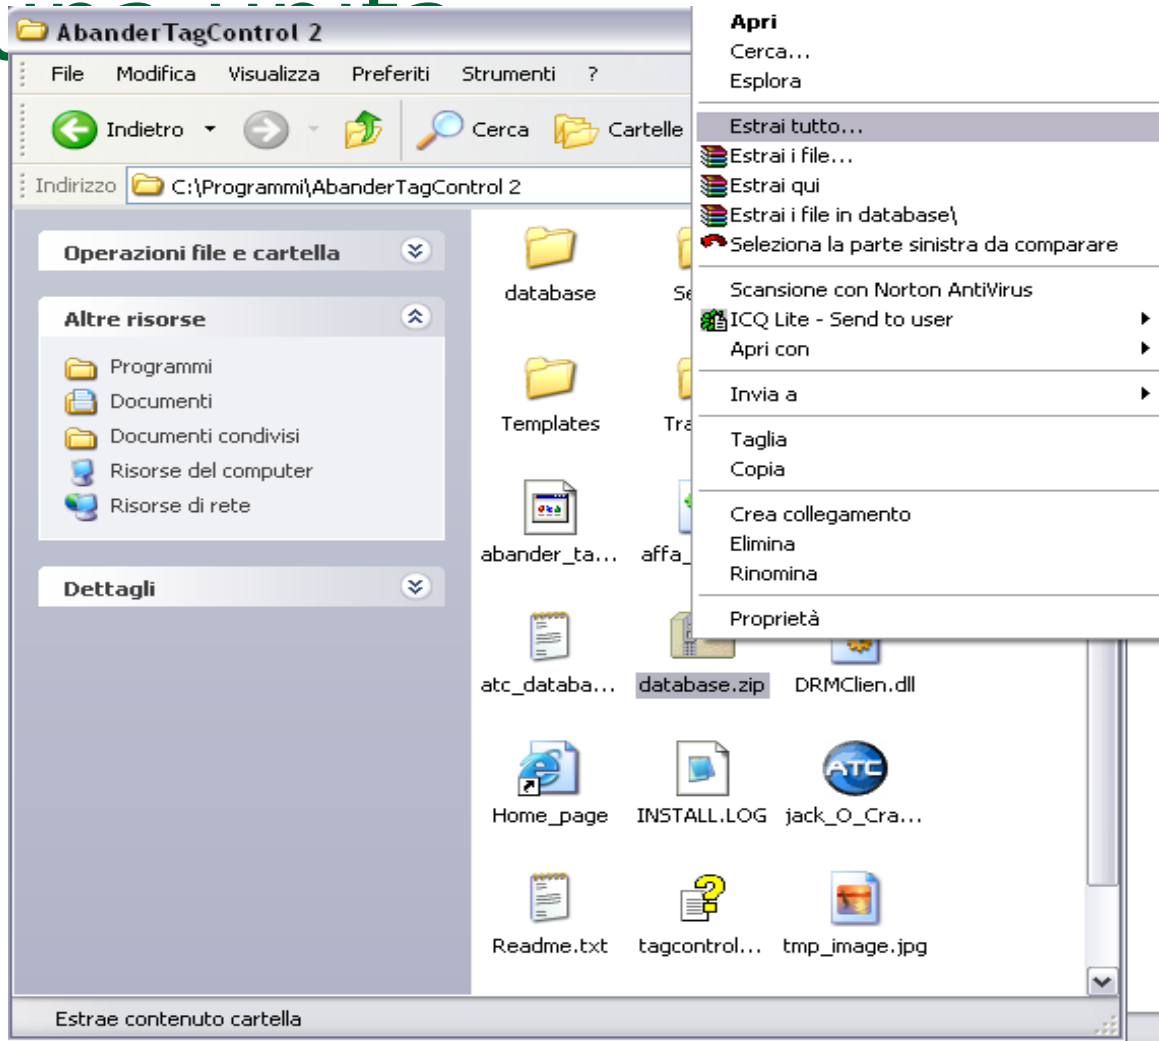 AbanderTagControl 2
File Modifica Visualizza Preferiti Strumenti ?
Indietro Cerca Cartelle
Indirizzo C:\Programmi\AbanderTagControl 2
Operazioni file e cartella
Altre risorse
Programmi
Documenti
Documenti condivisi
Risorse del computer
Risorse di rete
Dettagli
database Se
Templates Tra
abander_ta... affa_
atc_databa... database.zip DRMClien.dll
Home_page INSTALL.LOG jack_O_Cra...
ATC
Readme.txt tagcontrol... tmp_image.jpg
Estrae contenuto cartella
Apri
Cerca...
Esplora
Estrai tutto...
Estrai i file...
Estrai qui
Estrai i file in database\
Seleziona la parte sinistra da comparare
Scansione con Norton AntiVirus
ICQ Lite - Send to user
Apri con
Invia a
Taglia
Copia
Crea collegamento
Elimina
Rinomina
Proprietà